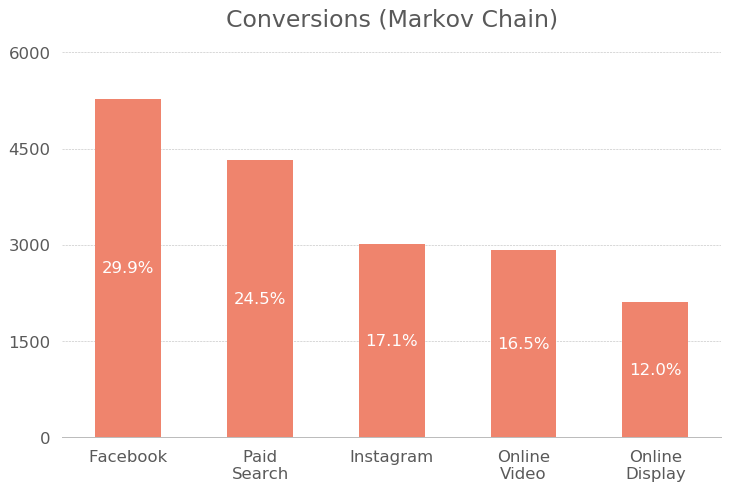 Conversions (Markov Chain)
6000
4500
3000
1500
0
29.9%
24.5%
17.1%
16.5%
12.0%
Facebook
Paid
Search
Instagram
Online
Video
Online
Display